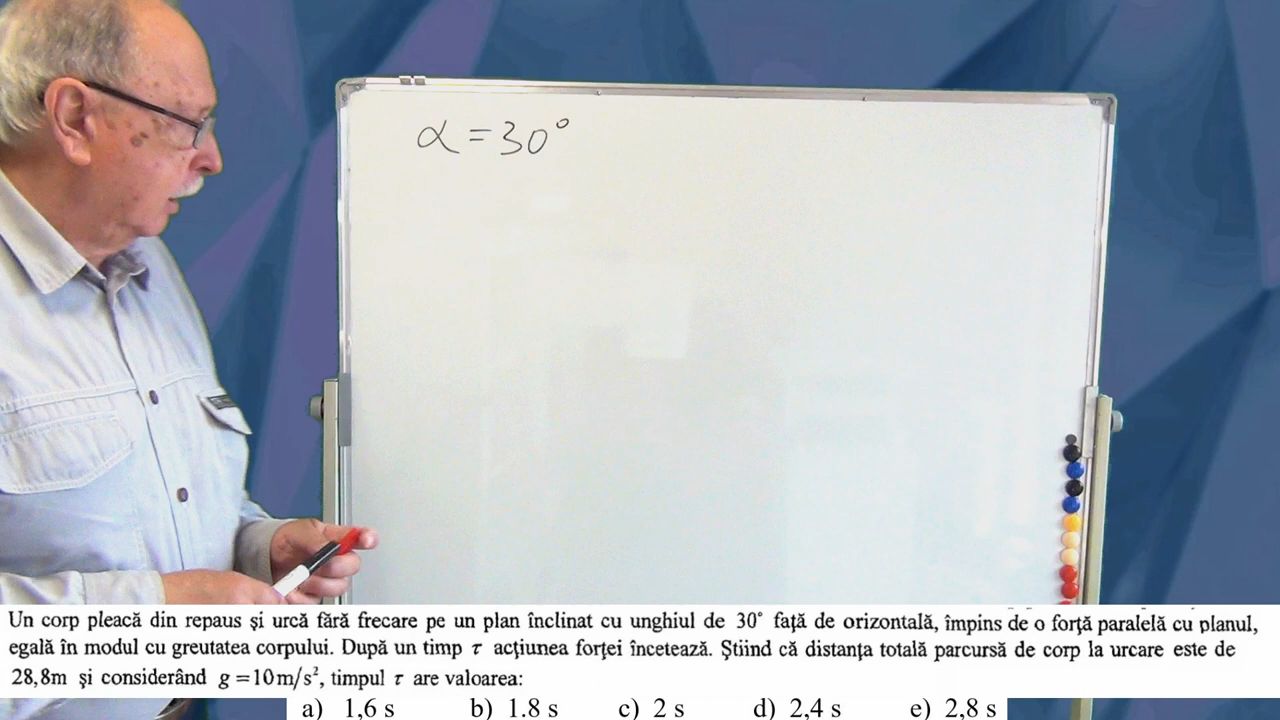 α = 30°
Un corp pleacă din repaus şi urcă fără frecare pe un plan înclinat cu unghiul de 30° faţă de orizontală, împins de o forţă paralelă cu planul,
egală în modul cu greutatea corpului. După un timp τ acţiunea forţei încetează. Ştiind că distanţa totală parcursă de corp la urcare este de
28,8m şi considerând g = 10 m/s², timpul τ are valoarea:
a) 1,6 s b) 1.8 s c) 2 s d) 2,4 s e) 2,8 s